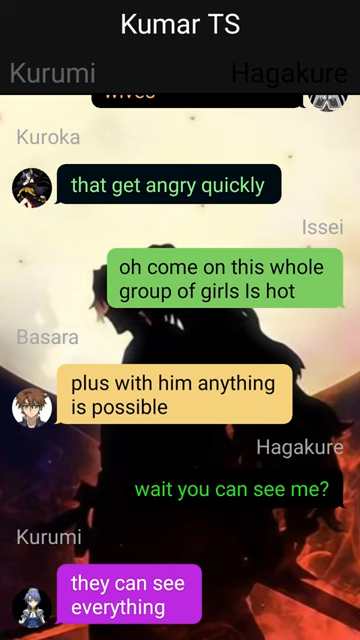 Kumar TS
Kurumi
Hagakure
wives
Kuroka
that get angry quickly
Issei
oh come on this whole
group of girls Is hot
Basara
plus with him anything
is possible
Hagakure
wait you can see me?
Kurumi
they can see
everything